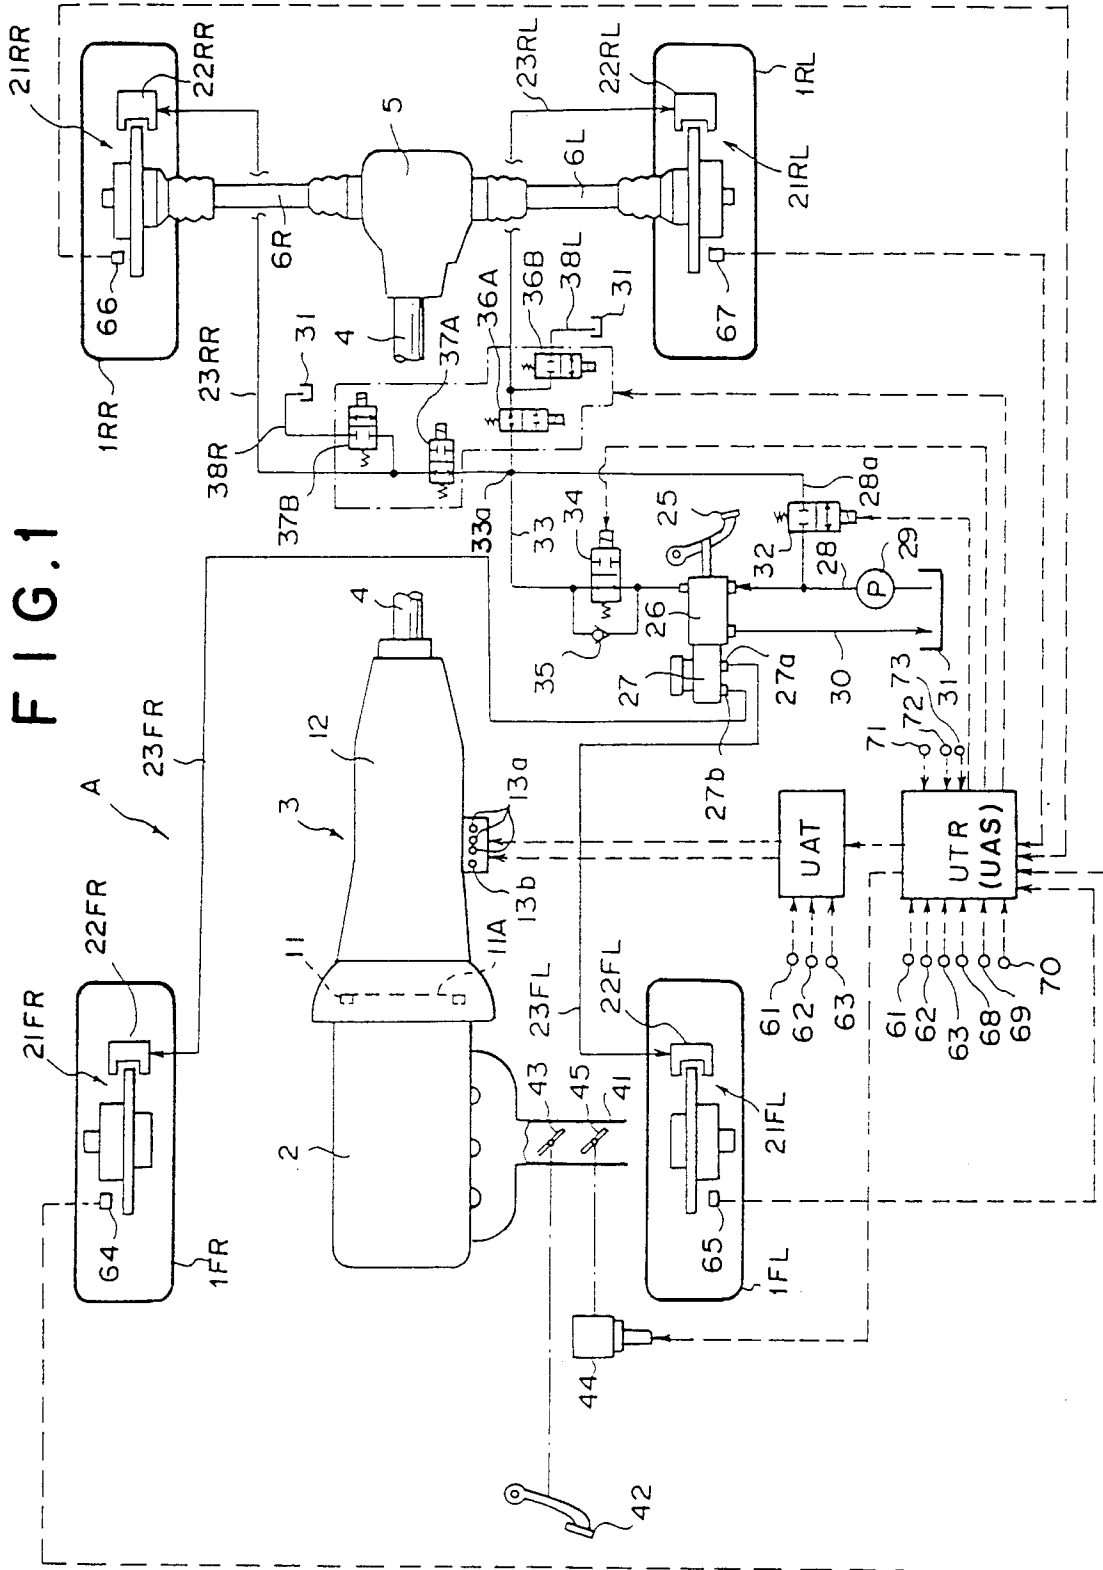 FIG.1
A
21FR
22FR
23FR
64
1FR
2
11
11A
3
12
4
13a
13b
43
45
41
42
44
23FL
22FL
21FL
65
1FL
21RR
22RR
66
1RR
23RR
38R
31
37B
37A
6R
5
4
36A
36B
38L
31
6L
23RL
22RL
1RL
21RL
67
33a
33
34
35
25
26
27
27a
27b
32
28a
28
29
P
30
31
UAT
61
62
63
UTR
(UAS)
71
72
73
61
62
63
68
69
70